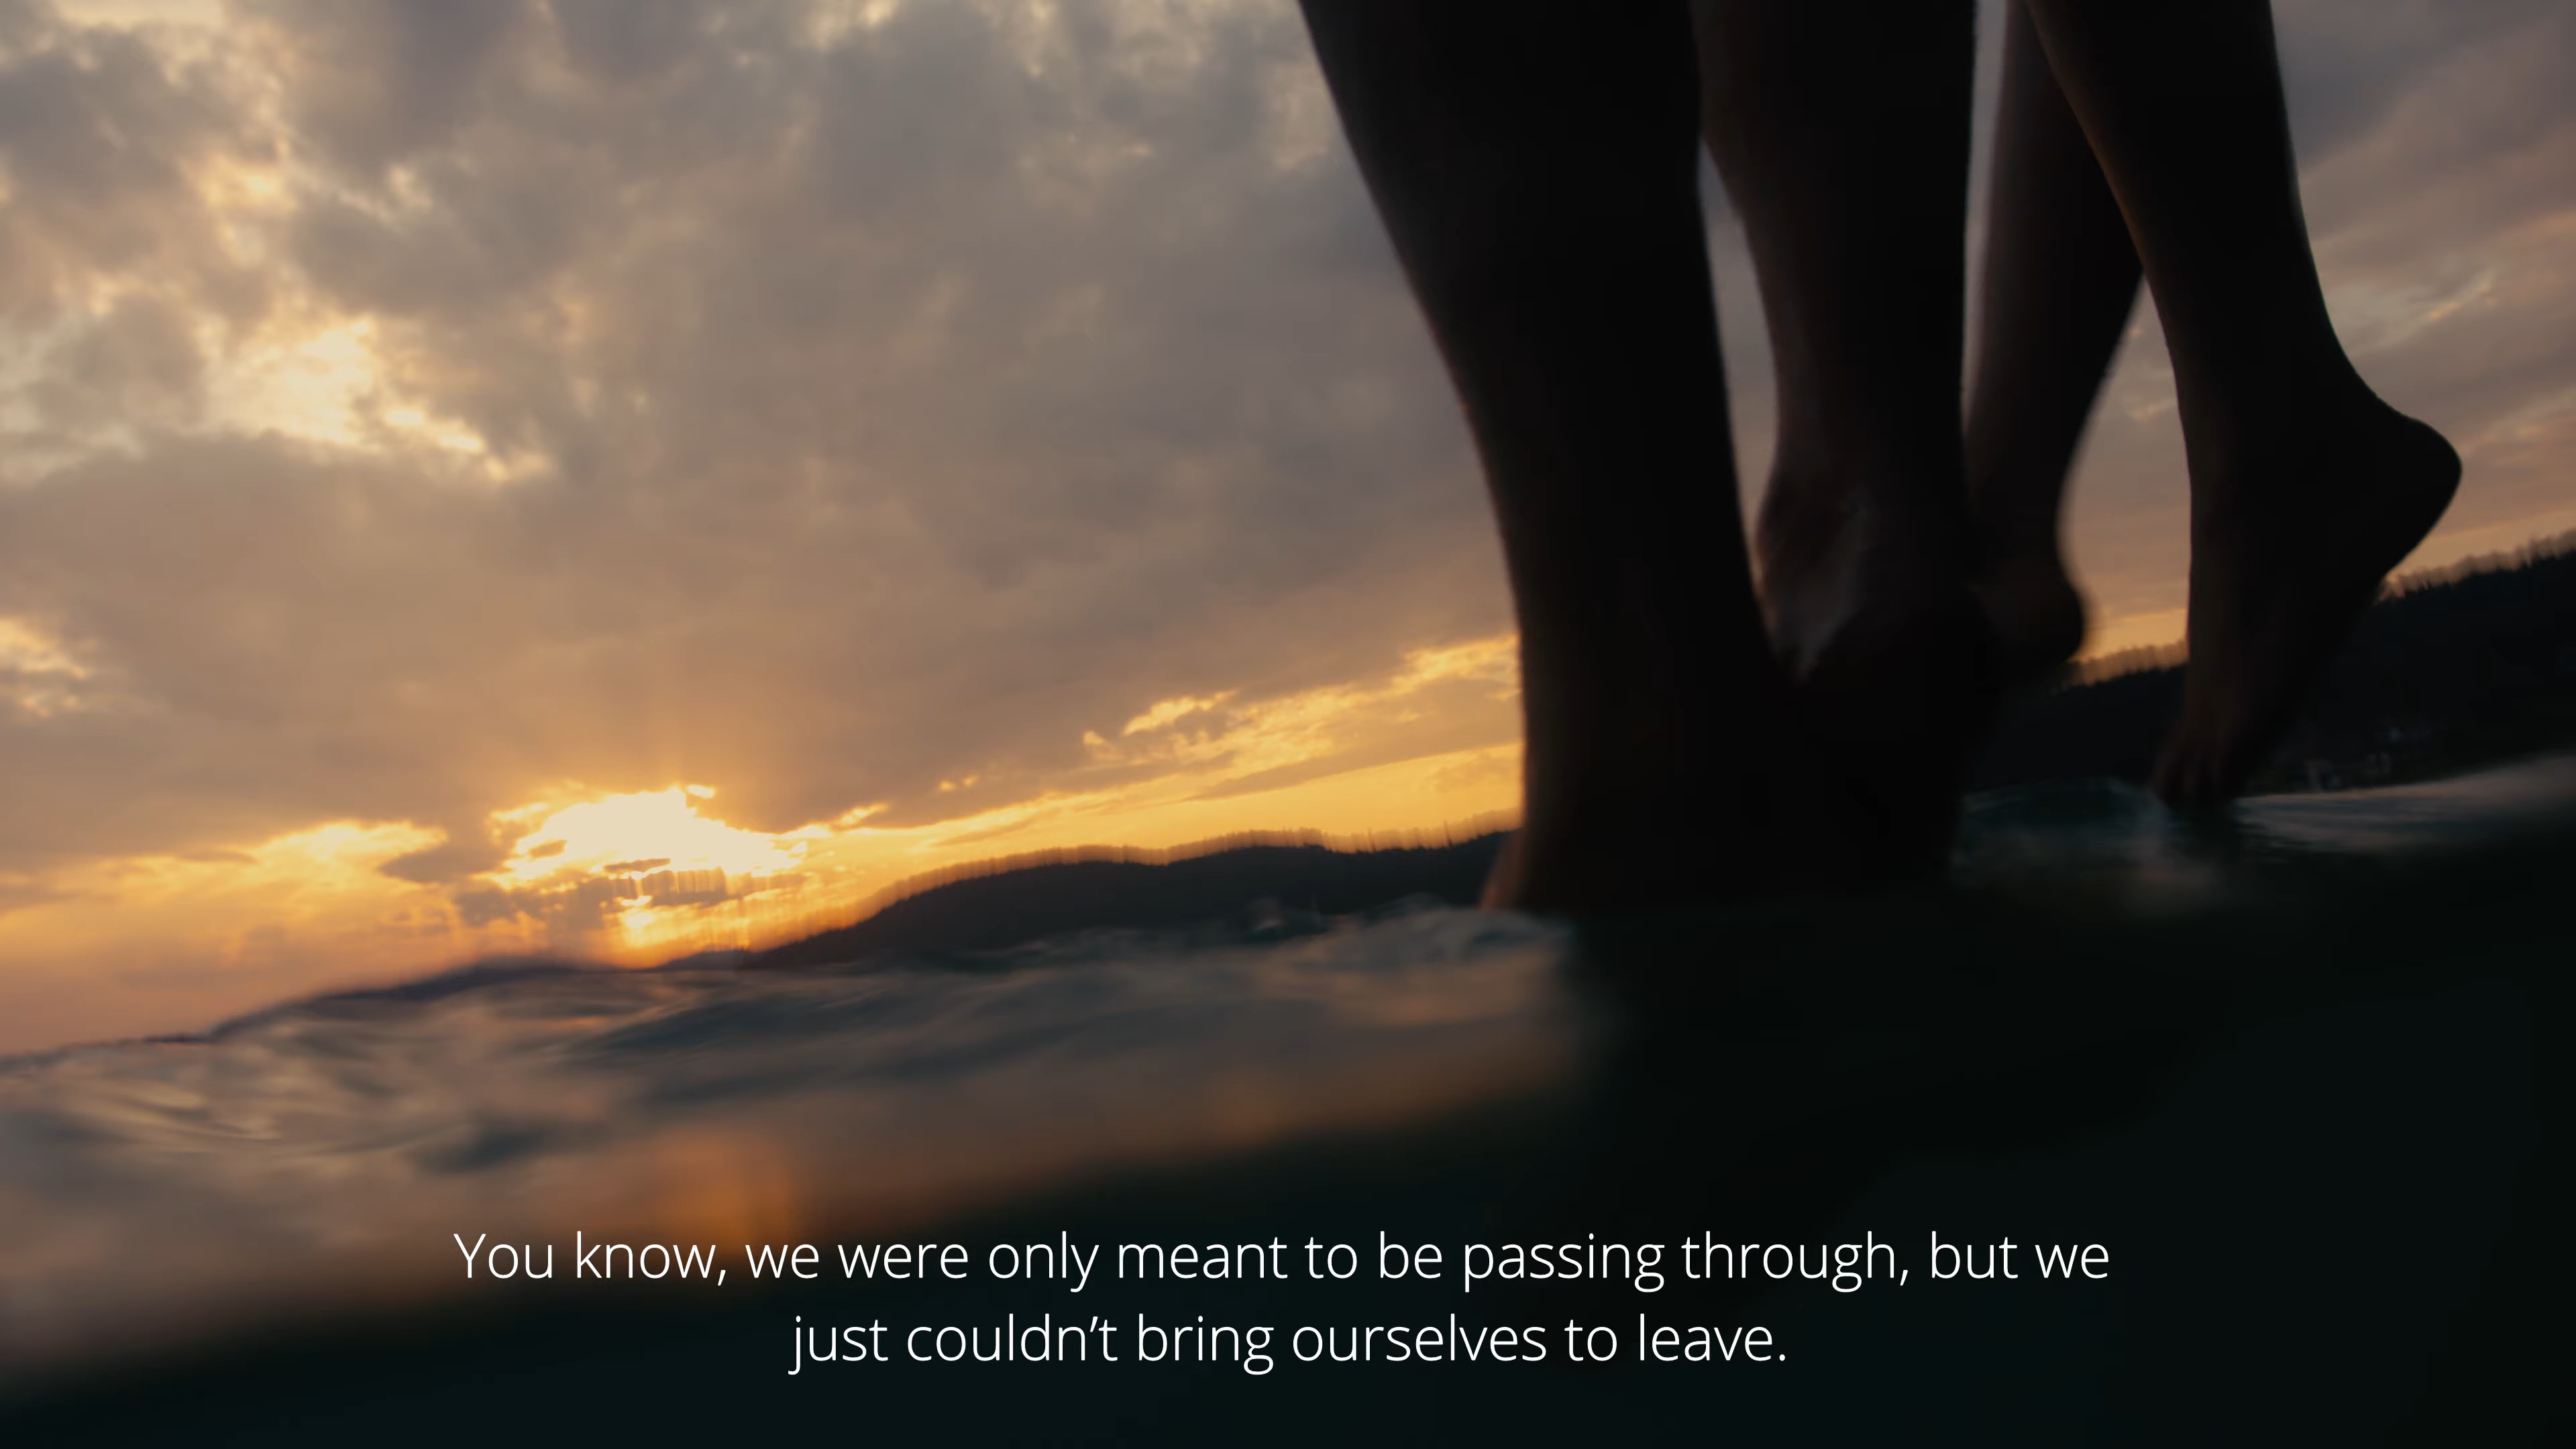 You know, we were only meant to be passing through, but we
just couldn’t bring ourselves to leave.